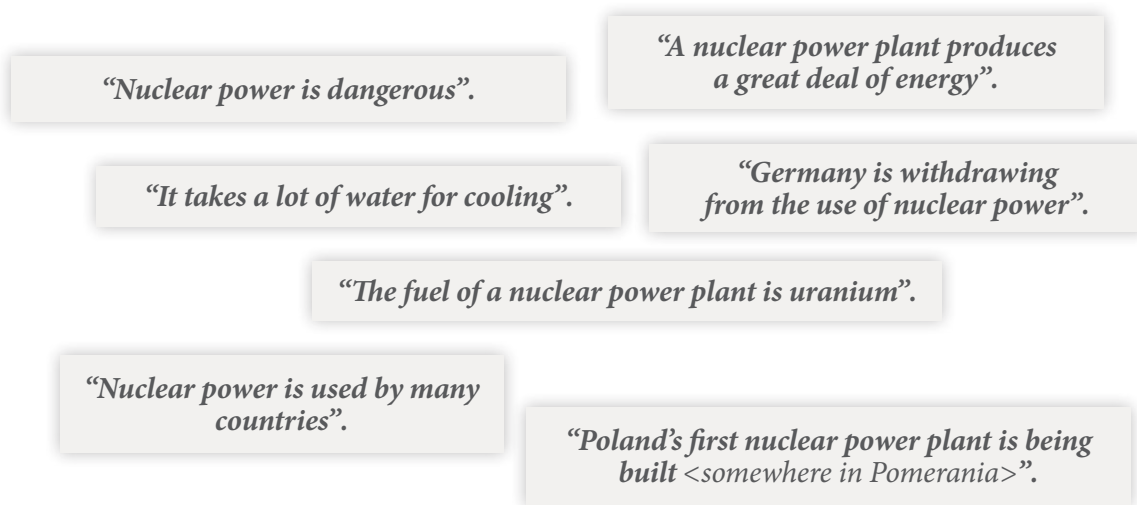 “Nuclear power is dangerous”.
“A nuclear power plant produces
a great deal of energy”.
“It takes a lot of water for cooling”.
“Germany is withdrawing
from the use of nuclear power”.
“The fuel of a nuclear power plant is uranium”.
“Nuclear power is used by many
countries”.
“Poland’s first nuclear power plant is being
built <somewhere in Pomerania>”.